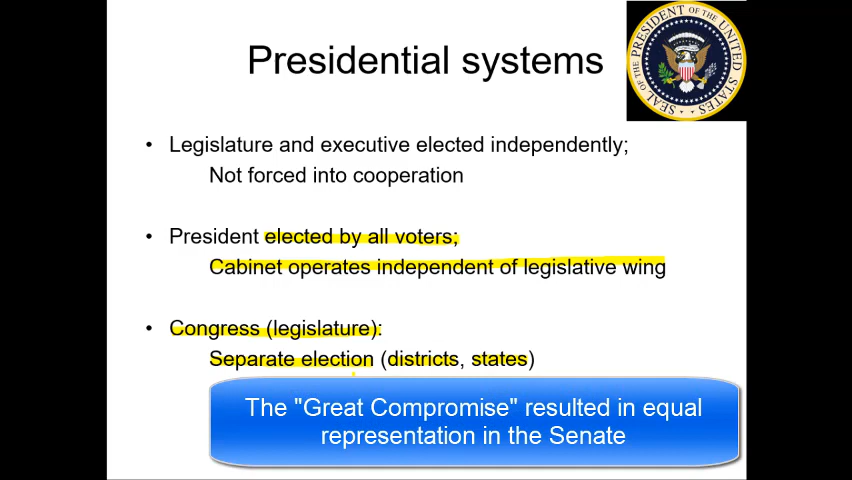 Presidential systems
SEAL OF THE PRESIDENT OF THE UNITED STATES
• Legislature and executive elected independently;
Not forced into cooperation
• President elected by all voters;
Cabinet operates independent of legislative wing
• Congress (legislature):
Separate election (districts, states)
The "Great Compromise" resulted in equal
representation in the Senate